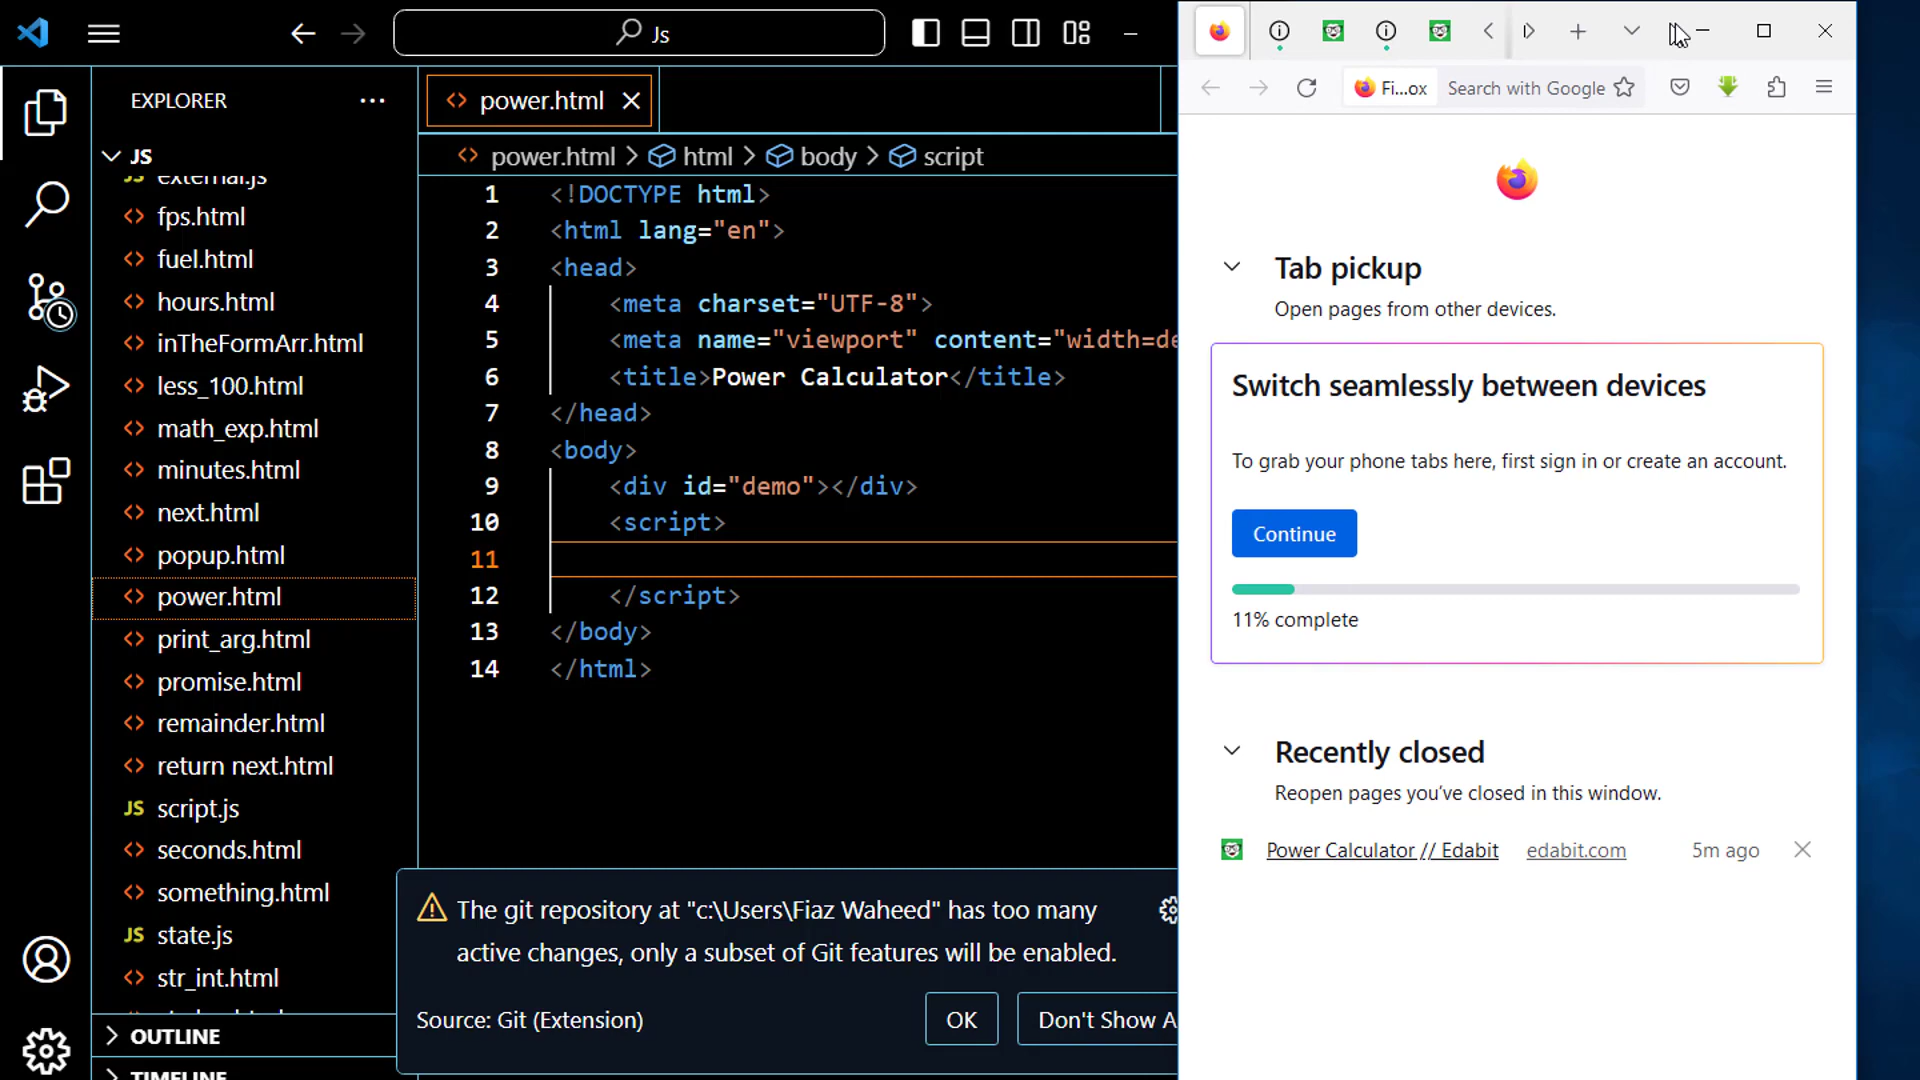 Js
EXPLORER
JS
external.js
fps.html
fuel.html
hours.html
inTheFormArr.html
less_100.html
math_exp.html
minutes.html
next.html
popup.html
power.html
print_arg.html
promise.html
remainder.html
return next.html
JS script.js
seconds.html
something.html
JS state.js
str_int.html
OUTLINE
TIMELINE
power.html
power.html > html > body > script
1 <!DOCTYPE html>
2 <html lang="en">
3 <head>
4 <meta charset="UTF-8">
5 <meta name="viewport" content="width=de
6 <title>Power Calculator</title>
7 </head>
8 <body>
9 <div id="demo"></div>
10 <script>
11
12 </script>
13 </body>
14 </html>
The git repository at "c:\Users\Fiaz Waheed" has too many
active changes, only a subset of Git features will be enabled.
Source: Git (Extension)
OK
Don't Show A
Fi...ox
Search with Google
Tab pickup
Open pages from other devices.
Switch seamlessly between devices
To grab your phone tabs here, first sign in or create an account.
Continue
11% complete
Recently closed
Reopen pages you've closed in this window.
Power Calculator // Edabit edabit.com 5m ago